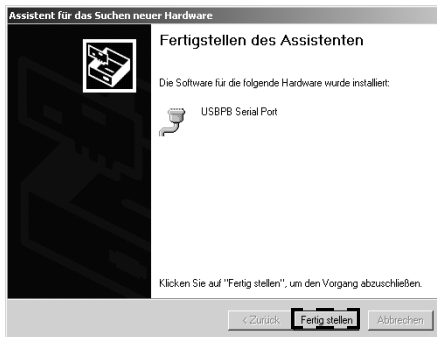 Assistent für das Suchen neuer Hardware
Fertigstellen des Assistenten
Die Software für die folgende Hardware wurde installiert:
USBPB Serial Port
Klicken Sie auf "Fertig stellen", um den Vorgang abzuschließen.
< Zurück Fertig stellen Abbrechen